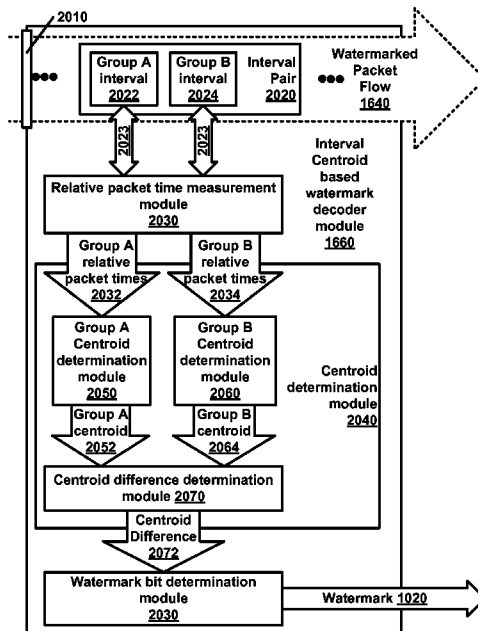 2010
Group A
interval
2022
Group B
interval
2024
Interval
Pair
2020
Watermarked
Packet
Flow
1640
2023
2023
Interval
Centroid
based
watermark
decoder
module
1660
Relative packet time measurement
module
2030
Group A
relative
packet times
2032
Group B
relative
packet times
2034
Group A
Centroid
determination
module
2050
Group B
Centroid
determination
module
2060
Centroid
determination
module
2040
Group A
centroid
2052
Group B
centroid
2064
Centroid difference determination
module 2070
Centroid
Difference
2072
Watermark bit determination
module
2030
Watermark 1020